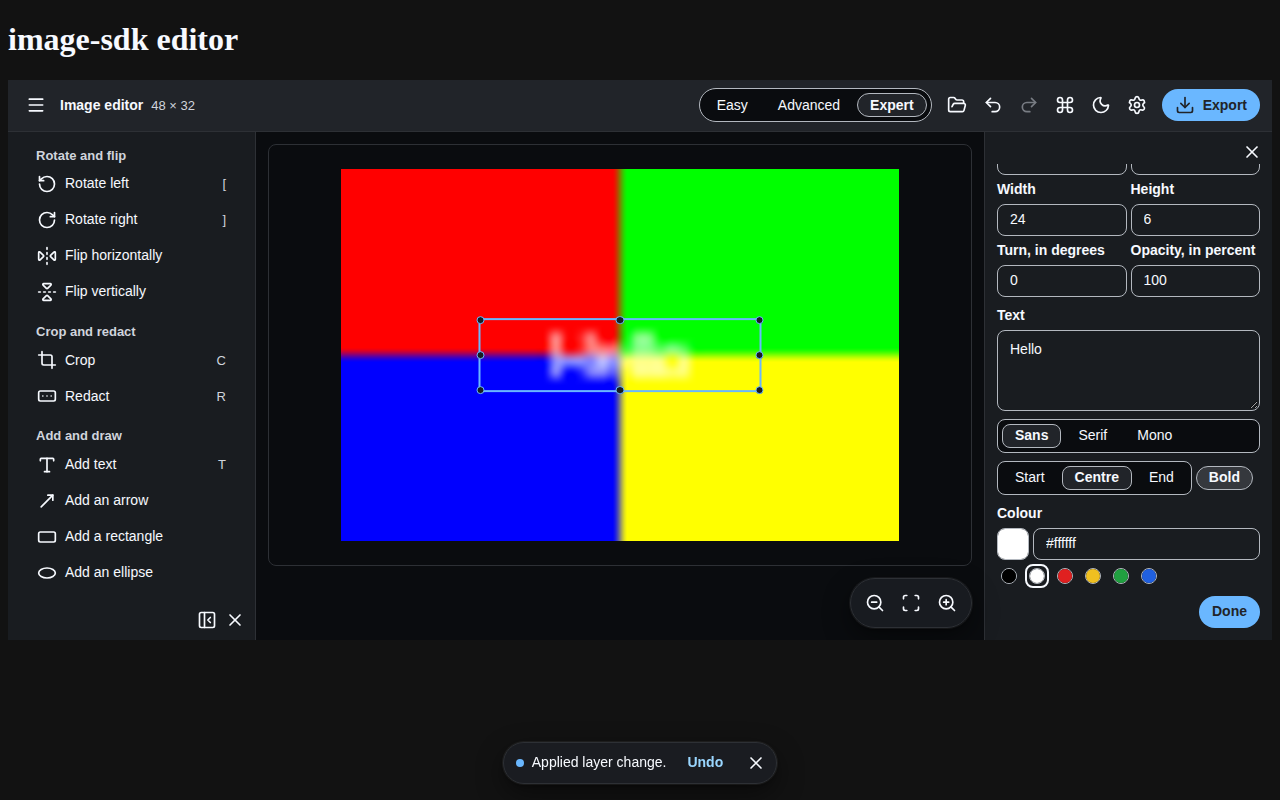 image-sdk editor
Image editor 48 × 32
Easy Advanced Expert
Export
Rotate and flip
Rotate left [
Rotate right ]
Flip horizontally
Flip vertically
Crop and redact
Crop C
Redact R
Add and draw
Add text T
Add an arrow
Add a rectangle
Add an ellipse
Hello
Width Height
24 6
Turn, in degrees Opacity, in percent
0 100
Text
Hello
Sans Serif Mono
Start Centre End Bold
Colour
#ffffff
Done
Applied layer change. Undo